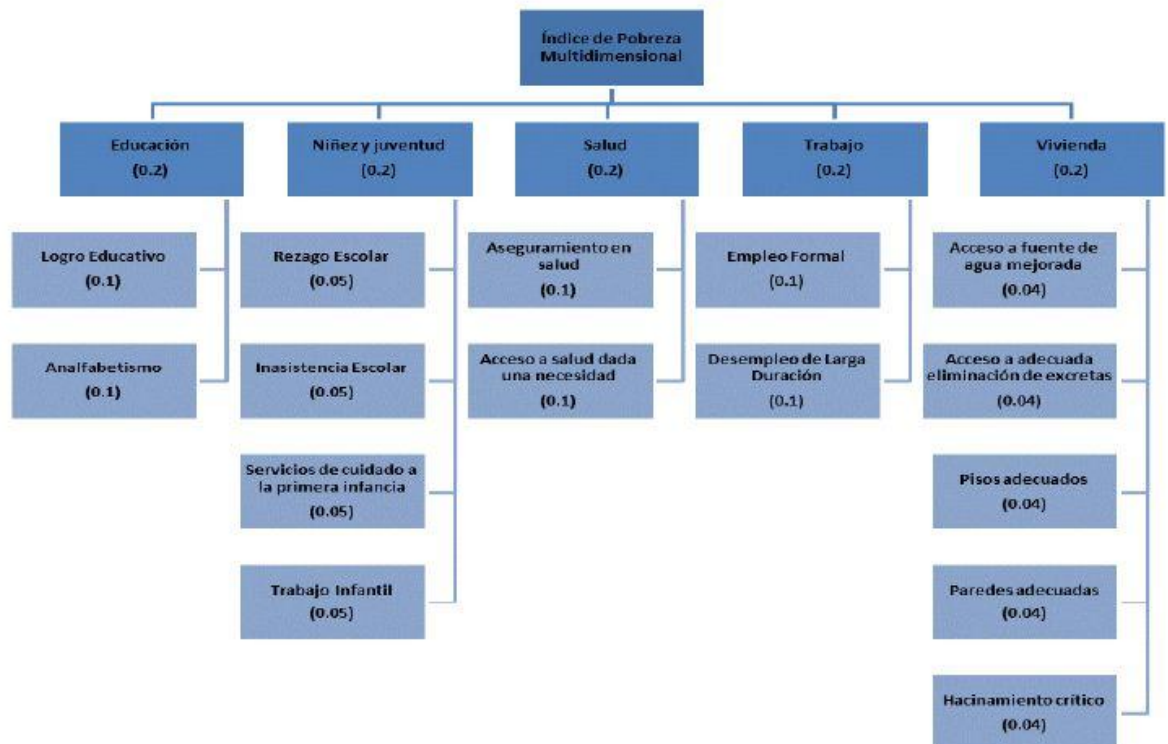 Índice de Pobreza
Multidimensional
Educación
(0.2)
Logro Educativo
(0.1)
Analfabetismo
(0.1)
Niñez y juventud
(0.2)
Rezago Escolar
(0.05)
Inasistencia Escolar
(0.05)
Servicios de cuidado a
la primera infancia
(0.05)
Trabajo Infantil
(0.05)
Salud
(0.2)
Aseguramiento en
salud
(0.1)
Acceso a salud dada
una necesidad
(0.1)
Trabajo
(0.2)
Empleo Formal
(0.1)
Desempleo de Larga
Duración
(0.1)
Vivienda
(0.2)
Acceso a fuente de
agua mejorada
(0.04)
Acceso a adecuada
eliminación de excretas
(0.04)
Pisos adecuados
(0.04)
Paredes adecuadas
(0.04)
Hacinamiento crítico
(0.04)